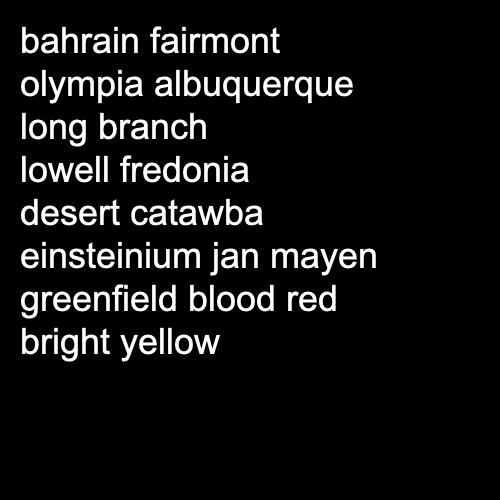 bahrain fairmont
olympia albuquerque
long branch
lowell fredonia
desert catawba
einsteinium jan mayen
greenfield blood red
bright yellow